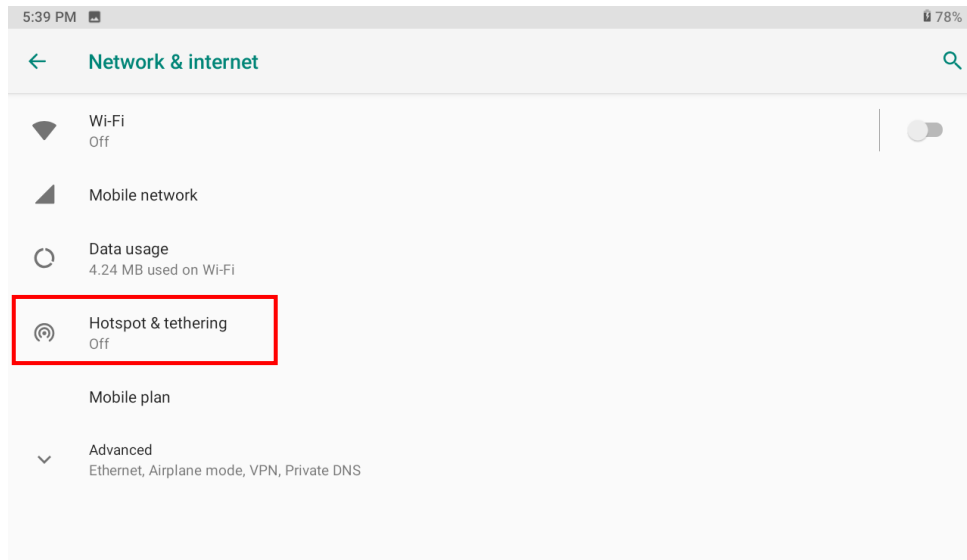 5:39 PM 78%
Network & internet
Wi-Fi
Off
Mobile network
Data usage
4.24 MB used on Wi-Fi
Hotspot & tethering
Off
Mobile plan
Advanced
Ethernet, Airplane mode, VPN, Private DNS